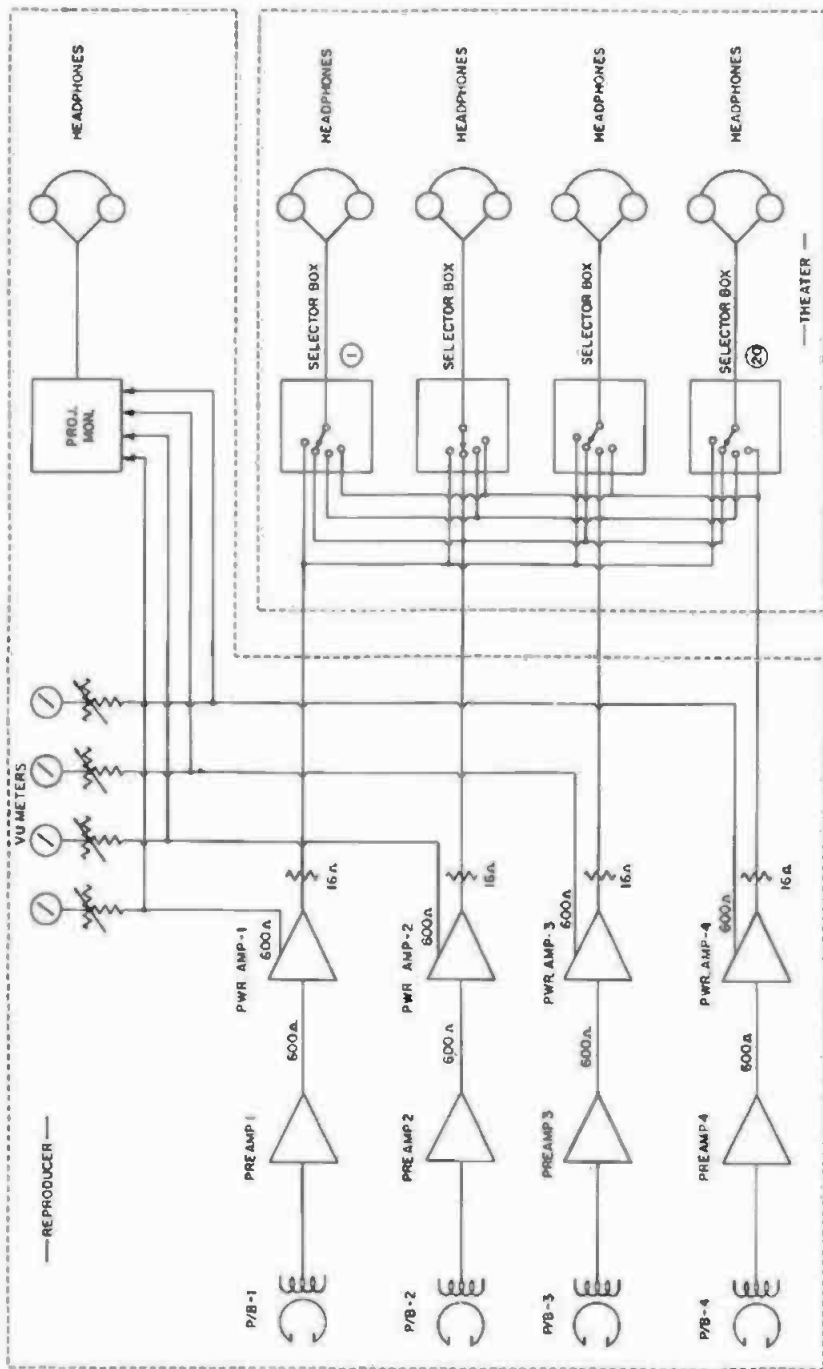 — REPRODUCER —
HEADPHONES
PROJ.
MON.
VU METERS
P/B-1
PREAMP 1
600Ω
PWR AMP-1
600Ω
16Ω
SELECTOR BOX
1
HEADPHONES
P/B-2
PREAMP 2
600Ω
PWR AMP-2
600Ω
16Ω
SELECTOR BOX
HEADPHONES
P/B-3
PREAMP 3
600Ω
PWR AMP-3
600Ω
16Ω
SELECTOR BOX
HEADPHONES
P/B-4
PREAMP 4
600Ω
PWR AMP-4
600Ω
16Ω
SELECTOR BOX
20
HEADPHONES
— THEATER —